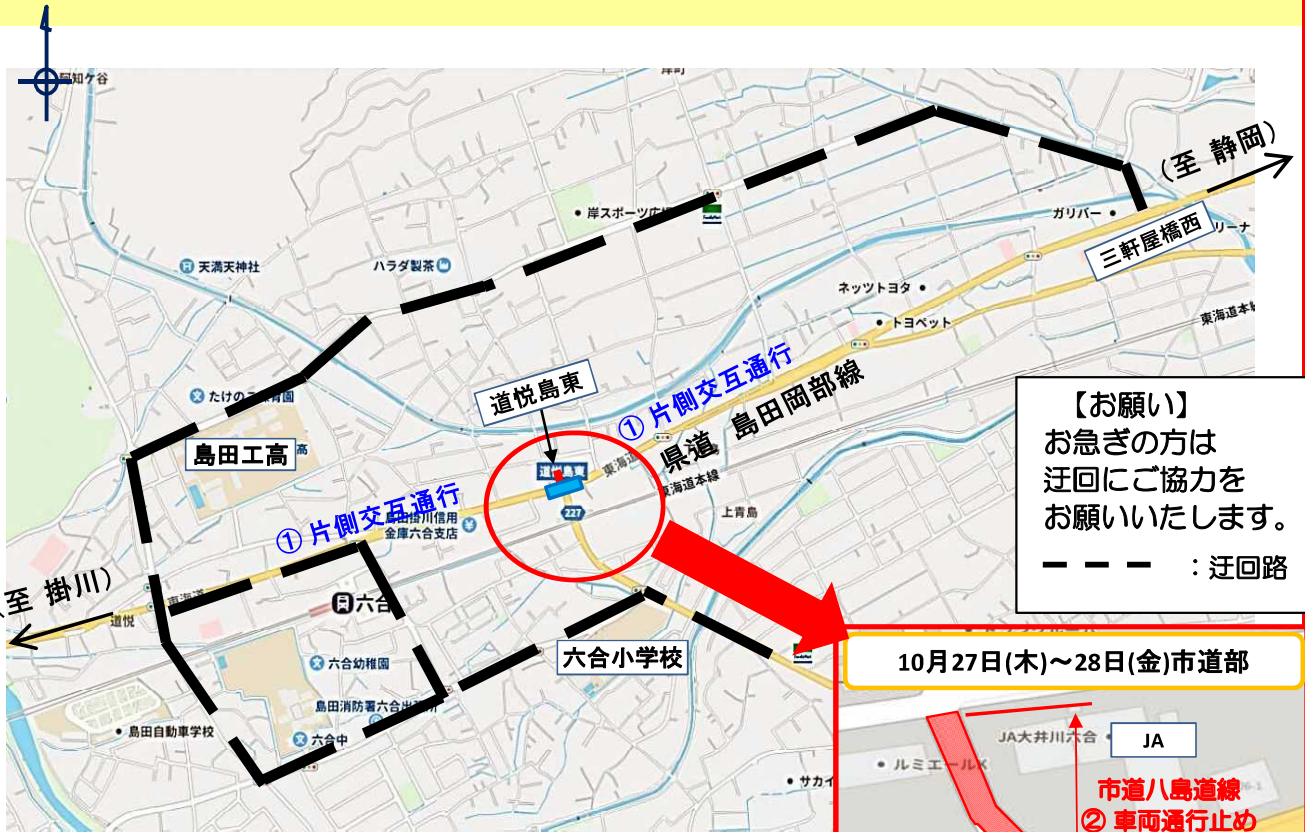 阿知ケ谷
岸町
(至 静岡)
ガリバー
三軒屋橋西
リーナ
岸スポーツ広
天満天神社
ハラダ製茶
ネッツトヨタ
トヨペット
東海道本
道悦島東
① 片側交互通行
県道 島田岡部線
たけのこ
育園
島田工高
高
道悦島東
東海道
東海道本線
227
上青島
① 片側交互通行
島田掛川信用
金庫六合支店
【お願い】
お急ぎの方は
迂回にご協力を
お願いいたします。
：迂回路
至 掛川)
道悦
東海道
六合
六合小学校
六合幼稚園
島田消防署六合出
島田自動車学校
六合中
サカイ
10月27日(木)～28日(金)市道部
JA大井川六合
JA
ルミエールK
市道八島道線
② 車両通行止め